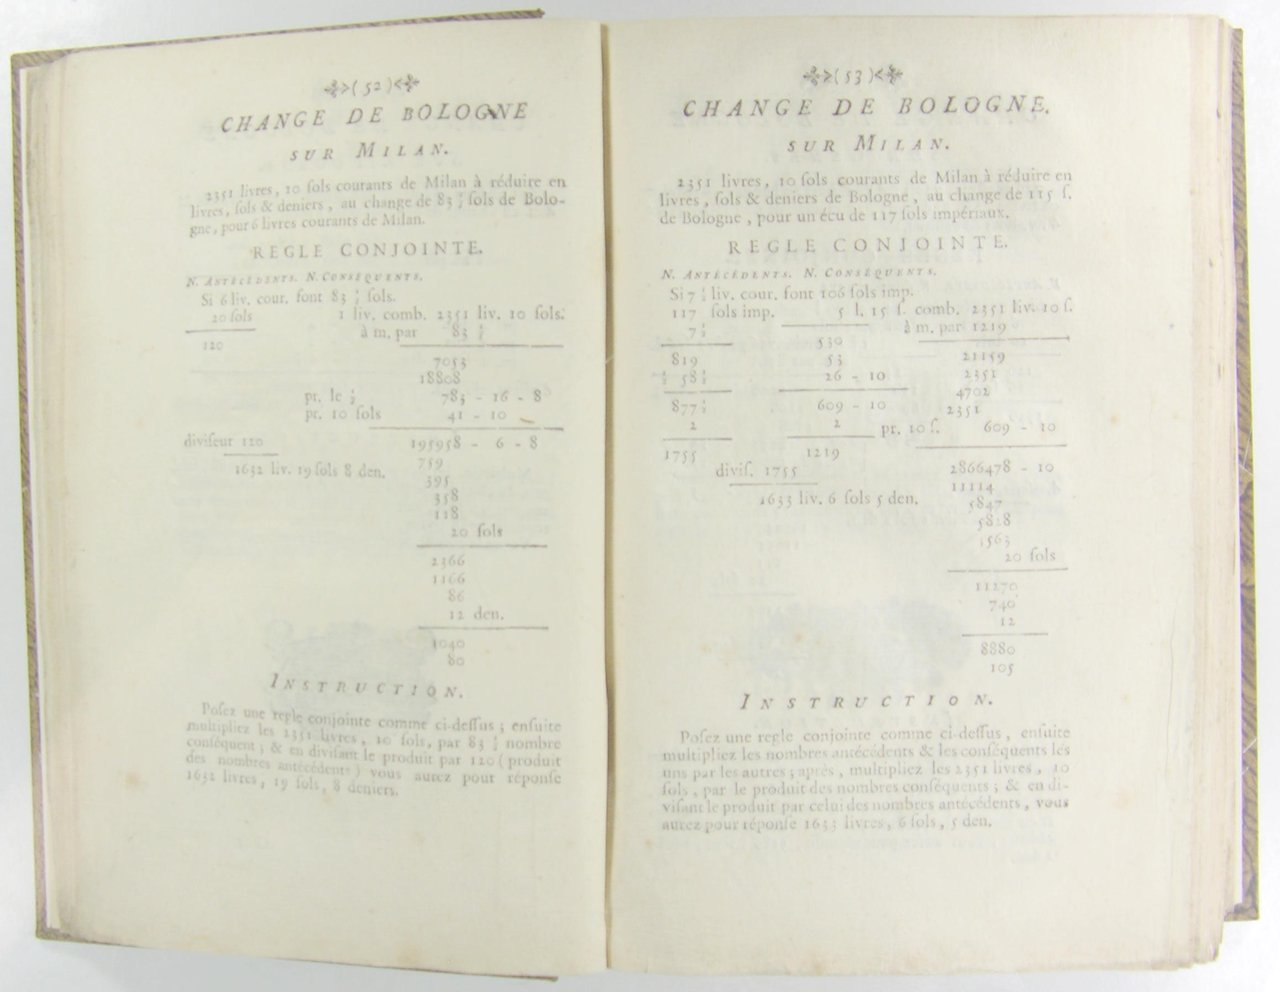 (52)
CHANGE DE BOLOGNE
SUR MILAN.
2351 livres, 10 ſols courants de Milan à réduire en
livres, ſols & deniers, au change de 83 ⅓ ſols de Bolo-
gne, pour 6 livres courants de Milan.
REGLE CONJOINTE.
N. ANTÉCÉDENTS. N. CONSÉQUENTS.
Si 6 liv. cour. font 83 ⅓ ſols.
20 ſols 1 liv. comb. 2351 liv. 10 ſols.
à m. par 83 ⅓
120
7053
18808
pr. le ⅓ 783 - 16 - 8
pr. 10 ſols 41 - 10
diviſeur 120 195958 - 6 - 8
1632 liv. 19 ſols 8 den. 759
395
358
118
20 ſols
2366
1166
86
12 den.
1040
80
INSTRUCTION.
Poſez une regle conjointe comme ci-deſſus ; enſuite
multipliez les 2351 livres, 10 ſols, par 83 ⅓ nombre
conſéquent ; & en diviſant le produit par 120 (produit
des nombres antécédents) vous aurez pour réponſe
1632 livres, 19 ſols, 8 deniers.
(53)
CHANGE DE BOLOGNE.
SUR MILAN.
2351 livres, 10 ſols courants de Milan à réduire en
livres, ſols & deniers de Bologne, au change de 115 ſ.
de Bologne, pour un écu de 117 ſols impériaux.
REGLE CONJOINTE.
N. ANTÉCÉDENTS. N. CONSÉQUENTS.
Si 7 ½ liv. cour. font 106 ſols imp.
117 ſols imp. 5 l. 15 ſ. comb. 2351 liv. 10 ſ.
7 ½ à m. par 1219
530
819 53 21159
½ 58 ½ 26 - 10 2351
4702
877 ½ 609 - 10 2351
2 2 pr. 10 ſ. 609 - 10
1755 1219
diviſ. 1755 2866478 - 10
11114
1633 liv. 6 ſols 5 den. 5847
5828
1563
20 ſols
11270
740
12
8880
105
INSTRUCTION.
Poſez une regle conjointe comme ci-deſſus, enſuite
multipliez les nombres antécédents & les conſéquents les
uns par les autres ; après, multipliez les 2351 livres, 10
ſols, par le produit des nombres conſéquents ; & en di-
viſant le produit par celui des nombres antécédents, vous
aurez pour réponſe 1633 livres, 6 ſols, 5 den.